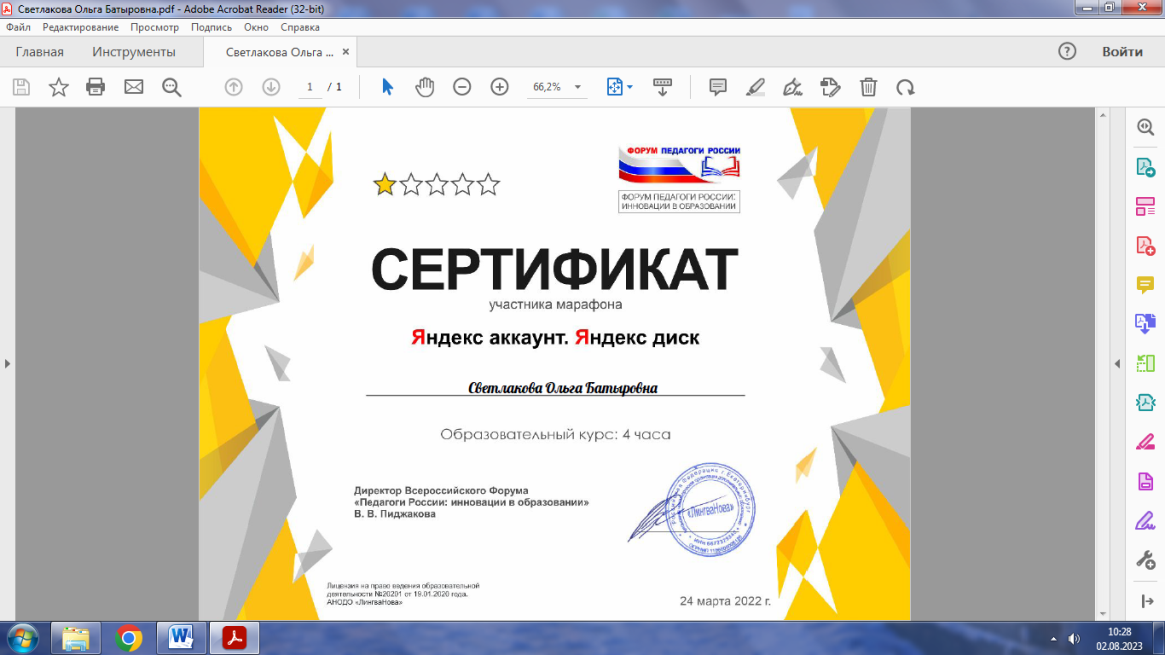 Светлакова Ольга Батыровна.pdf - Adobe Acrobat Reader (32-bit)
Файл Редактирование Просмотр Подпись Окно Справка
Главная Инструменты Светлакова Ольга ... × Войти
1 / 1 66,2%
ФОРУМ ПЕДАГОГИ РОССИИ
ФОРУМ ПЕДАГОГИ РОССИИ:
ИННОВАЦИИ В ОБРАЗОВАНИИ
СЕРТИФИКАТ
участника марафона
Яндекс аккаунт. Яндекс диск
Светлакова Ольга Батыровна
Образовательный курс: 4 часа
Директор Всероссийского Форума
«Педагоги России: инновации в образовании»
В. В. Пиджакова
«ЛингваНова»
Лицензия на право ведения образовательной
деятельности №20201 от 19.01.2020 года.
АНОДО «ЛингваНова»
24 марта 2022 г.
10:28
02.08.2023